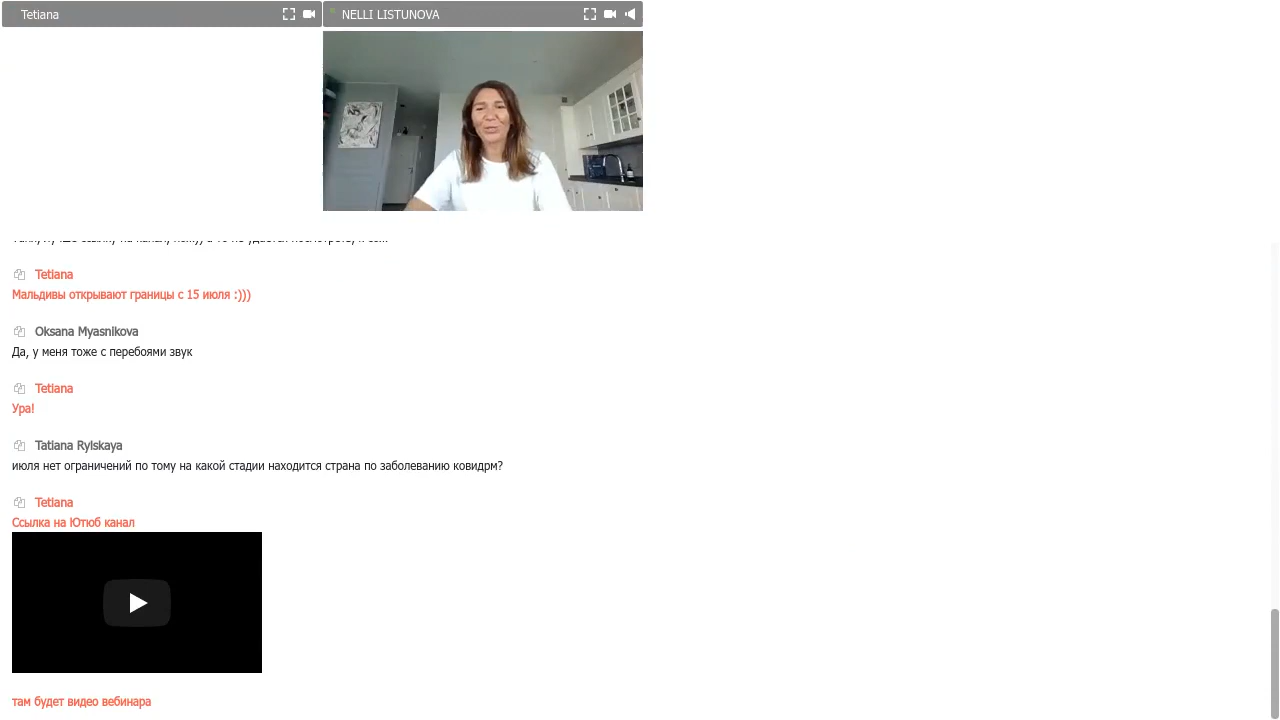 Tetiana
NELLI LISTUNOVA
Tetiana
Мальдивы открывают границы с 15 июля :)))
Oksana Myasnikova
Да, у меня тоже с перебоями звук
Tetiana
Ура!
Tatiana Rylskaya
июля нет ограничений по тому на какой стадии находится страна по заболеванию ковидрм?
Tetiana
Ссылка на Ютюб канал
там будет видео вебинара